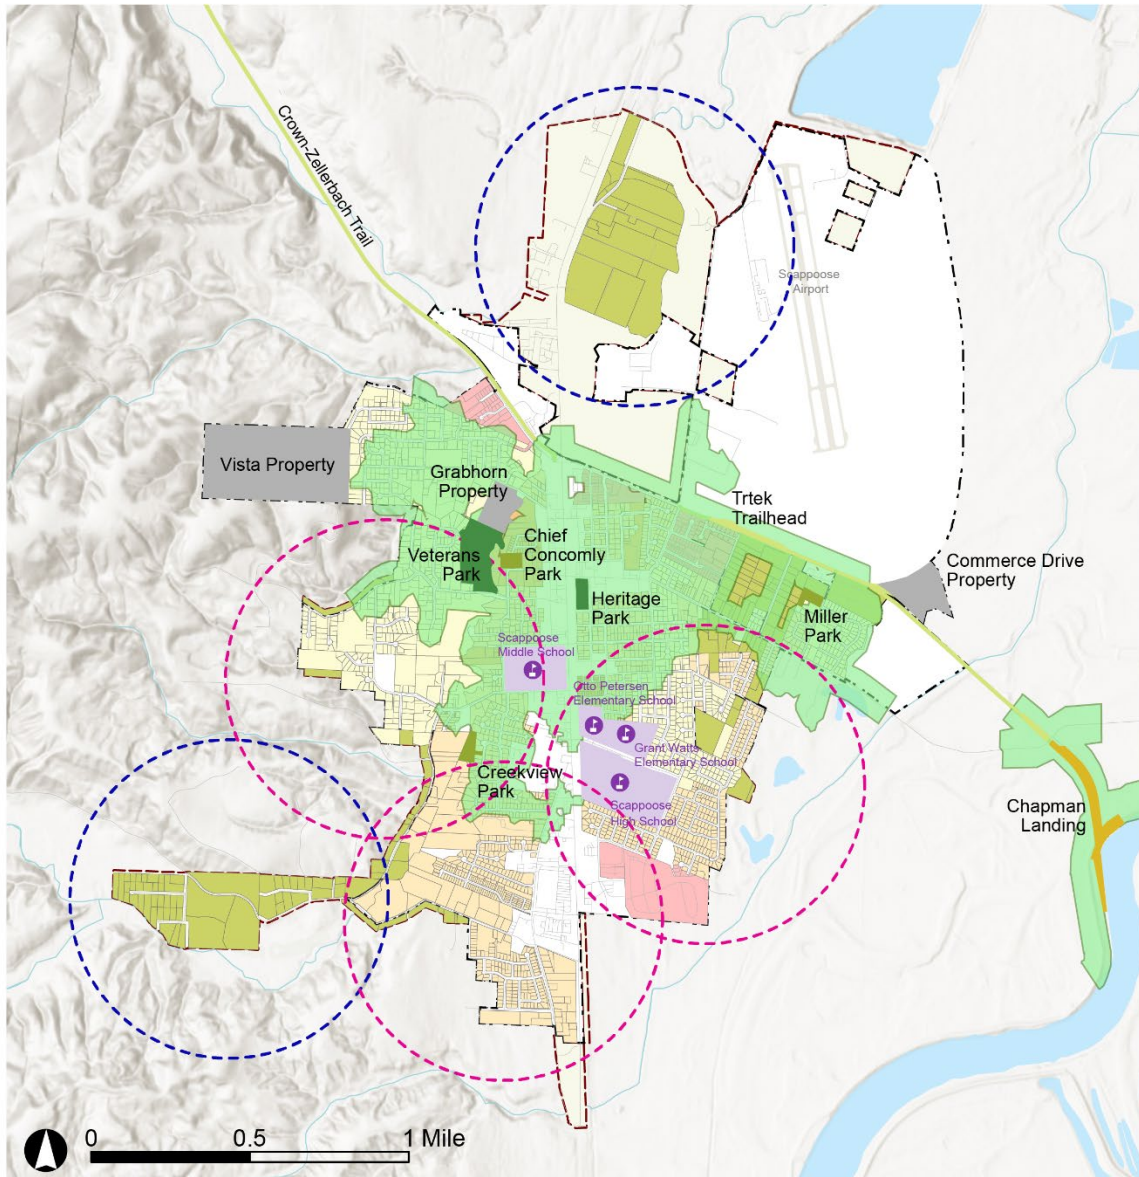 Crown-Zellerbach Trail
Scappoose
Airport
Vista Property
Grabhorn
Property
Trtek
Trailhead
Veterans
Park
Chief
Concomly
Park
Commerce Drive
Property
Heritage
Park
Miller
Park
Scappoose
Middle School
Otto Petersen
Elementary School
Grant Watts
Elementary School
Creekview
Park
Scappoose
High School
Chapman
Landing
0 0.5 1 Mile